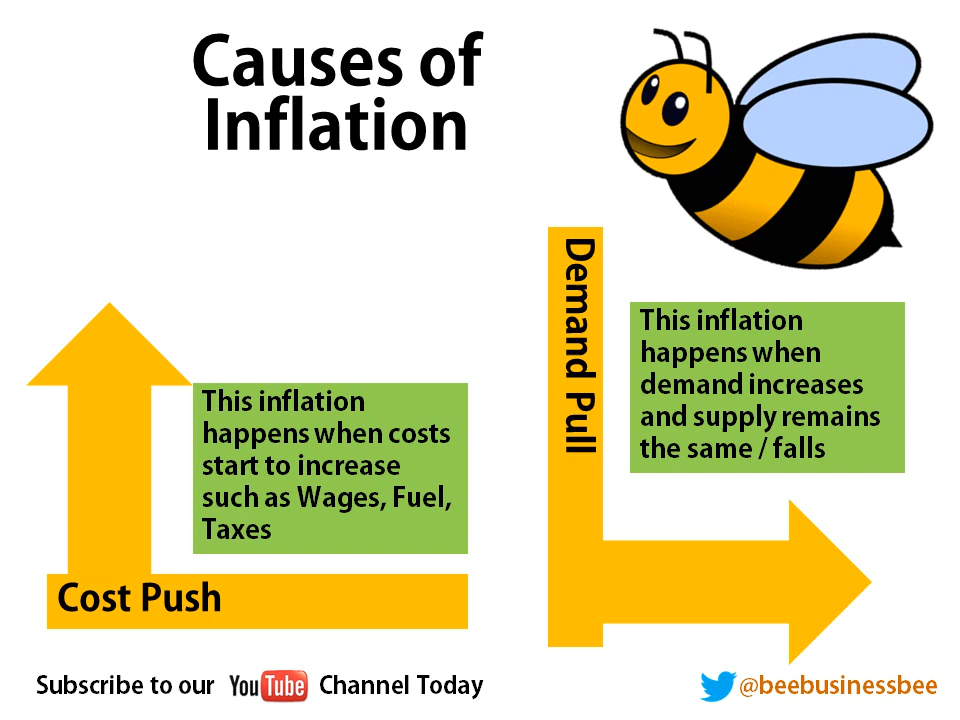 Causes of
Inflation
Demand Pull
This inflation
happens when
demand increases
and supply remains
the same / falls
This inflation
happens when costs
start to increase
such as Wages, Fuel,
Taxes
Cost Push
Subscribe to our YouTube Channel Today
@beebusinessbee